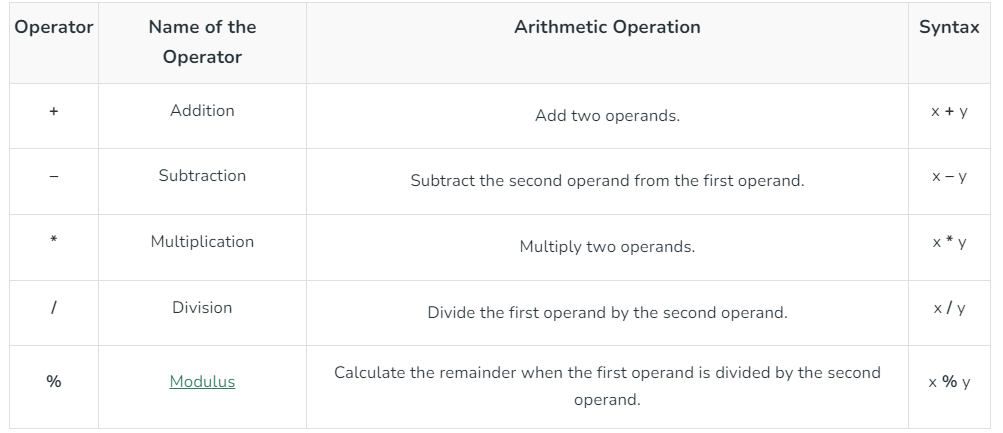 Operator Name of the Operator Arithmetic Operation Syntax
+ Addition Add two operands. x + y
– Subtraction Subtract the second operand from the first operand. x – y
* Multiplication Multiply two operands. x * y
/ Division Divide the first operand by the second operand. x / y
% Modulus Calculate the remainder when the first operand is divided by the second operand. x % y